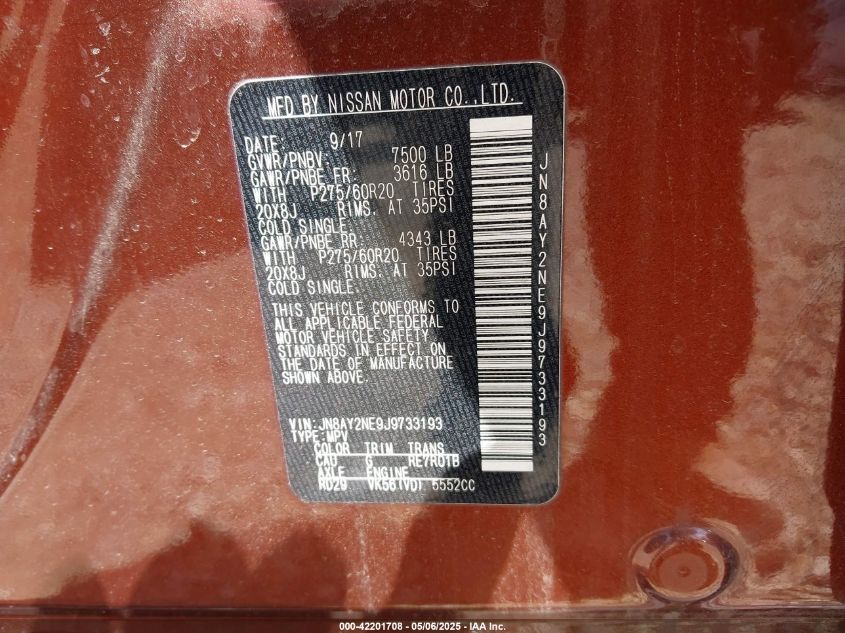 MFD BY NISSAN MOTOR CO.,LTD.
DATE: 9/17
GVWR/PNBV: 7500 LB
GAWR/PNBE FR: 3616 LB
WITH P275/60R20 TIRES
20X8J RIMS. AT 35PSI
COLD SINGLE.
GAWR/PNBE RR: 4343 LB
WITH P275/60R20 TIRES
20X8J RIMS. AT 35PSI
COLD SINGLE.
THIS VEHICLE CONFORMS TO
ALL APPLICABLE FEDERAL
MOTOR VEHICLE SAFETY
STANDARDS IN EFFECT ON
THE DATE OF MANUFACTURE
SHOWN ABOVE.
VIN:JN8AY2NE9J9733193
TYPE:MPV
COLOR TRIM TRANS
CAU G RE7R01B
AXLE ENGINE
RD29 VK56(VD) 5552CC
JN8AY2NE9J9733193
000-42201708 - 05/06/2025 - IAA Inc.